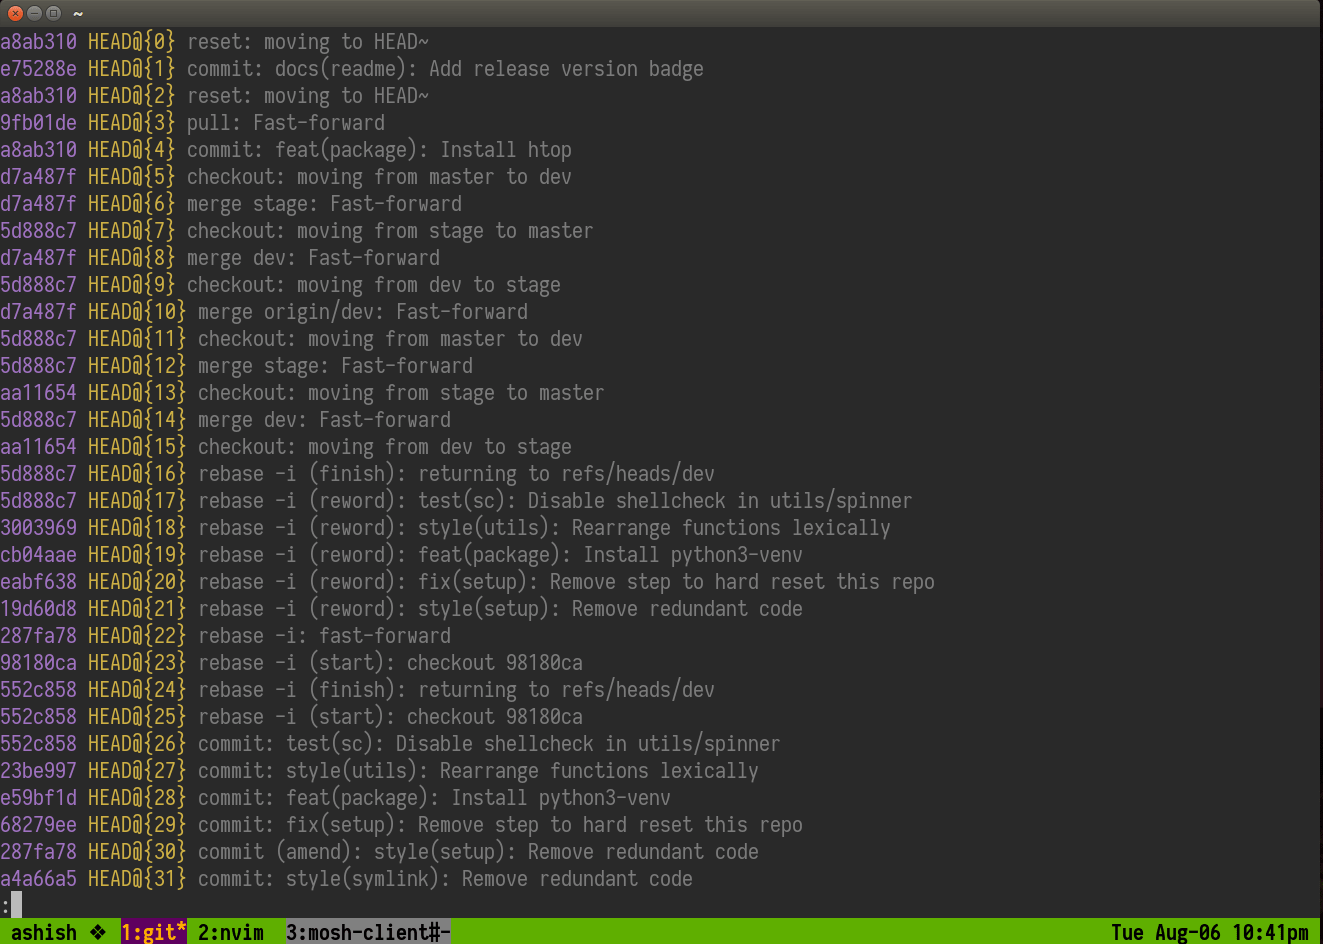 ~
a8ab310 HEAD@{0} reset: moving to HEAD~
e75288e HEAD@{1} commit: docs(readme): Add release version badge
a8ab310 HEAD@{2} reset: moving to HEAD~
9fb01de HEAD@{3} pull: Fast-forward
a8ab310 HEAD@{4} commit: feat(package): Install htop
d7a487f HEAD@{5} checkout: moving from master to dev
d7a487f HEAD@{6} merge stage: Fast-forward
5d888c7 HEAD@{7} checkout: moving from stage to master
d7a487f HEAD@{8} merge dev: Fast-forward
5d888c7 HEAD@{9} checkout: moving from dev to stage
d7a487f HEAD@{10} merge origin/dev: Fast-forward
5d888c7 HEAD@{11} checkout: moving from master to dev
5d888c7 HEAD@{12} merge stage: Fast-forward
aa11654 HEAD@{13} checkout: moving from stage to master
5d888c7 HEAD@{14} merge dev: Fast-forward
aa11654 HEAD@{15} checkout: moving from dev to stage
5d888c7 HEAD@{16} rebase -i (finish): returning to refs/heads/dev
5d888c7 HEAD@{17} rebase -i (reword): test(sc): Disable shellcheck in utils/spinner
3003969 HEAD@{18} rebase -i (reword): style(utils): Rearrange functions lexically
cb04aae HEAD@{19} rebase -i (reword): feat(package): Install python3-venv
eabf638 HEAD@{20} rebase -i (reword): fix(setup): Remove step to hard reset this repo
19d60d8 HEAD@{21} rebase -i (reword): style(setup): Remove redundant code
287fa78 HEAD@{22} rebase -i: fast-forward
98180ca HEAD@{23} rebase -i (start): checkout 98180ca
552c858 HEAD@{24} rebase -i (finish): returning to refs/heads/dev
552c858 HEAD@{25} rebase -i (start): checkout 98180ca
552c858 HEAD@{26} commit: test(sc): Disable shellcheck in utils/spinner
23be997 HEAD@{27} commit: style(utils): Rearrange functions lexically
e59bf1d HEAD@{28} commit: feat(package): Install python3-venv
68279ee HEAD@{29} commit: fix(setup): Remove step to hard reset this repo
287fa78 HEAD@{30} commit (amend): style(setup): Remove redundant code
a4a66a5 HEAD@{31} commit: style(symlink): Remove redundant code
:
ashish ❖ 1:git* 2:nvim 3:mosh-client#- Tue Aug-06 10:41pm